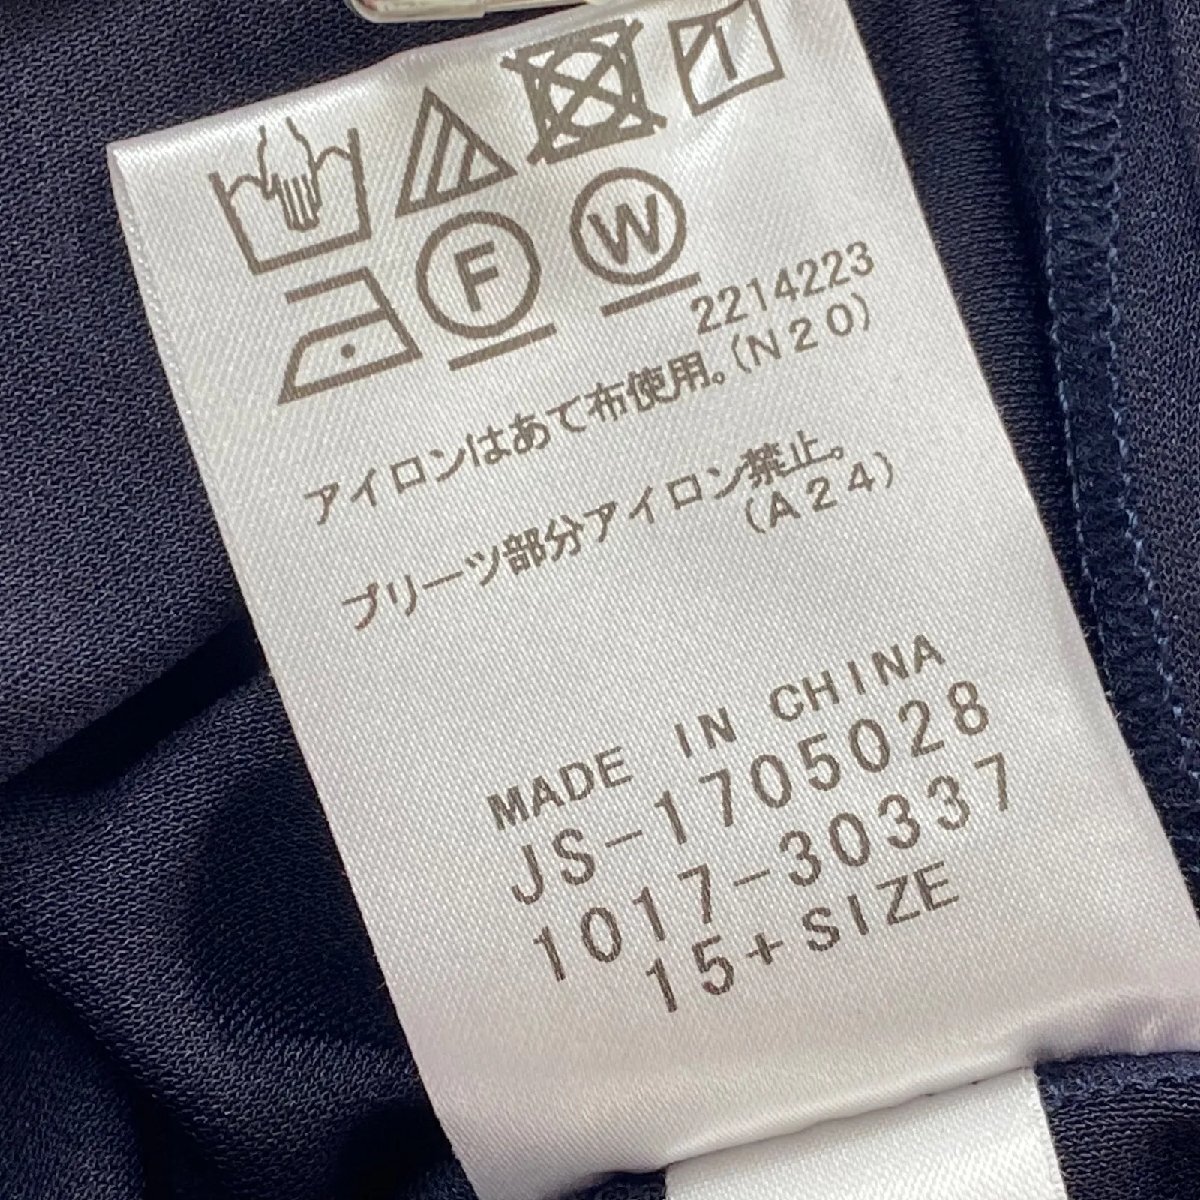 F W
2214223
アイロンはあて布使用。(N20)
プリーツ部分アイロン禁止。
(A24)
MADE IN CHINA
JS-1705028
1017-30337
15+SIZE